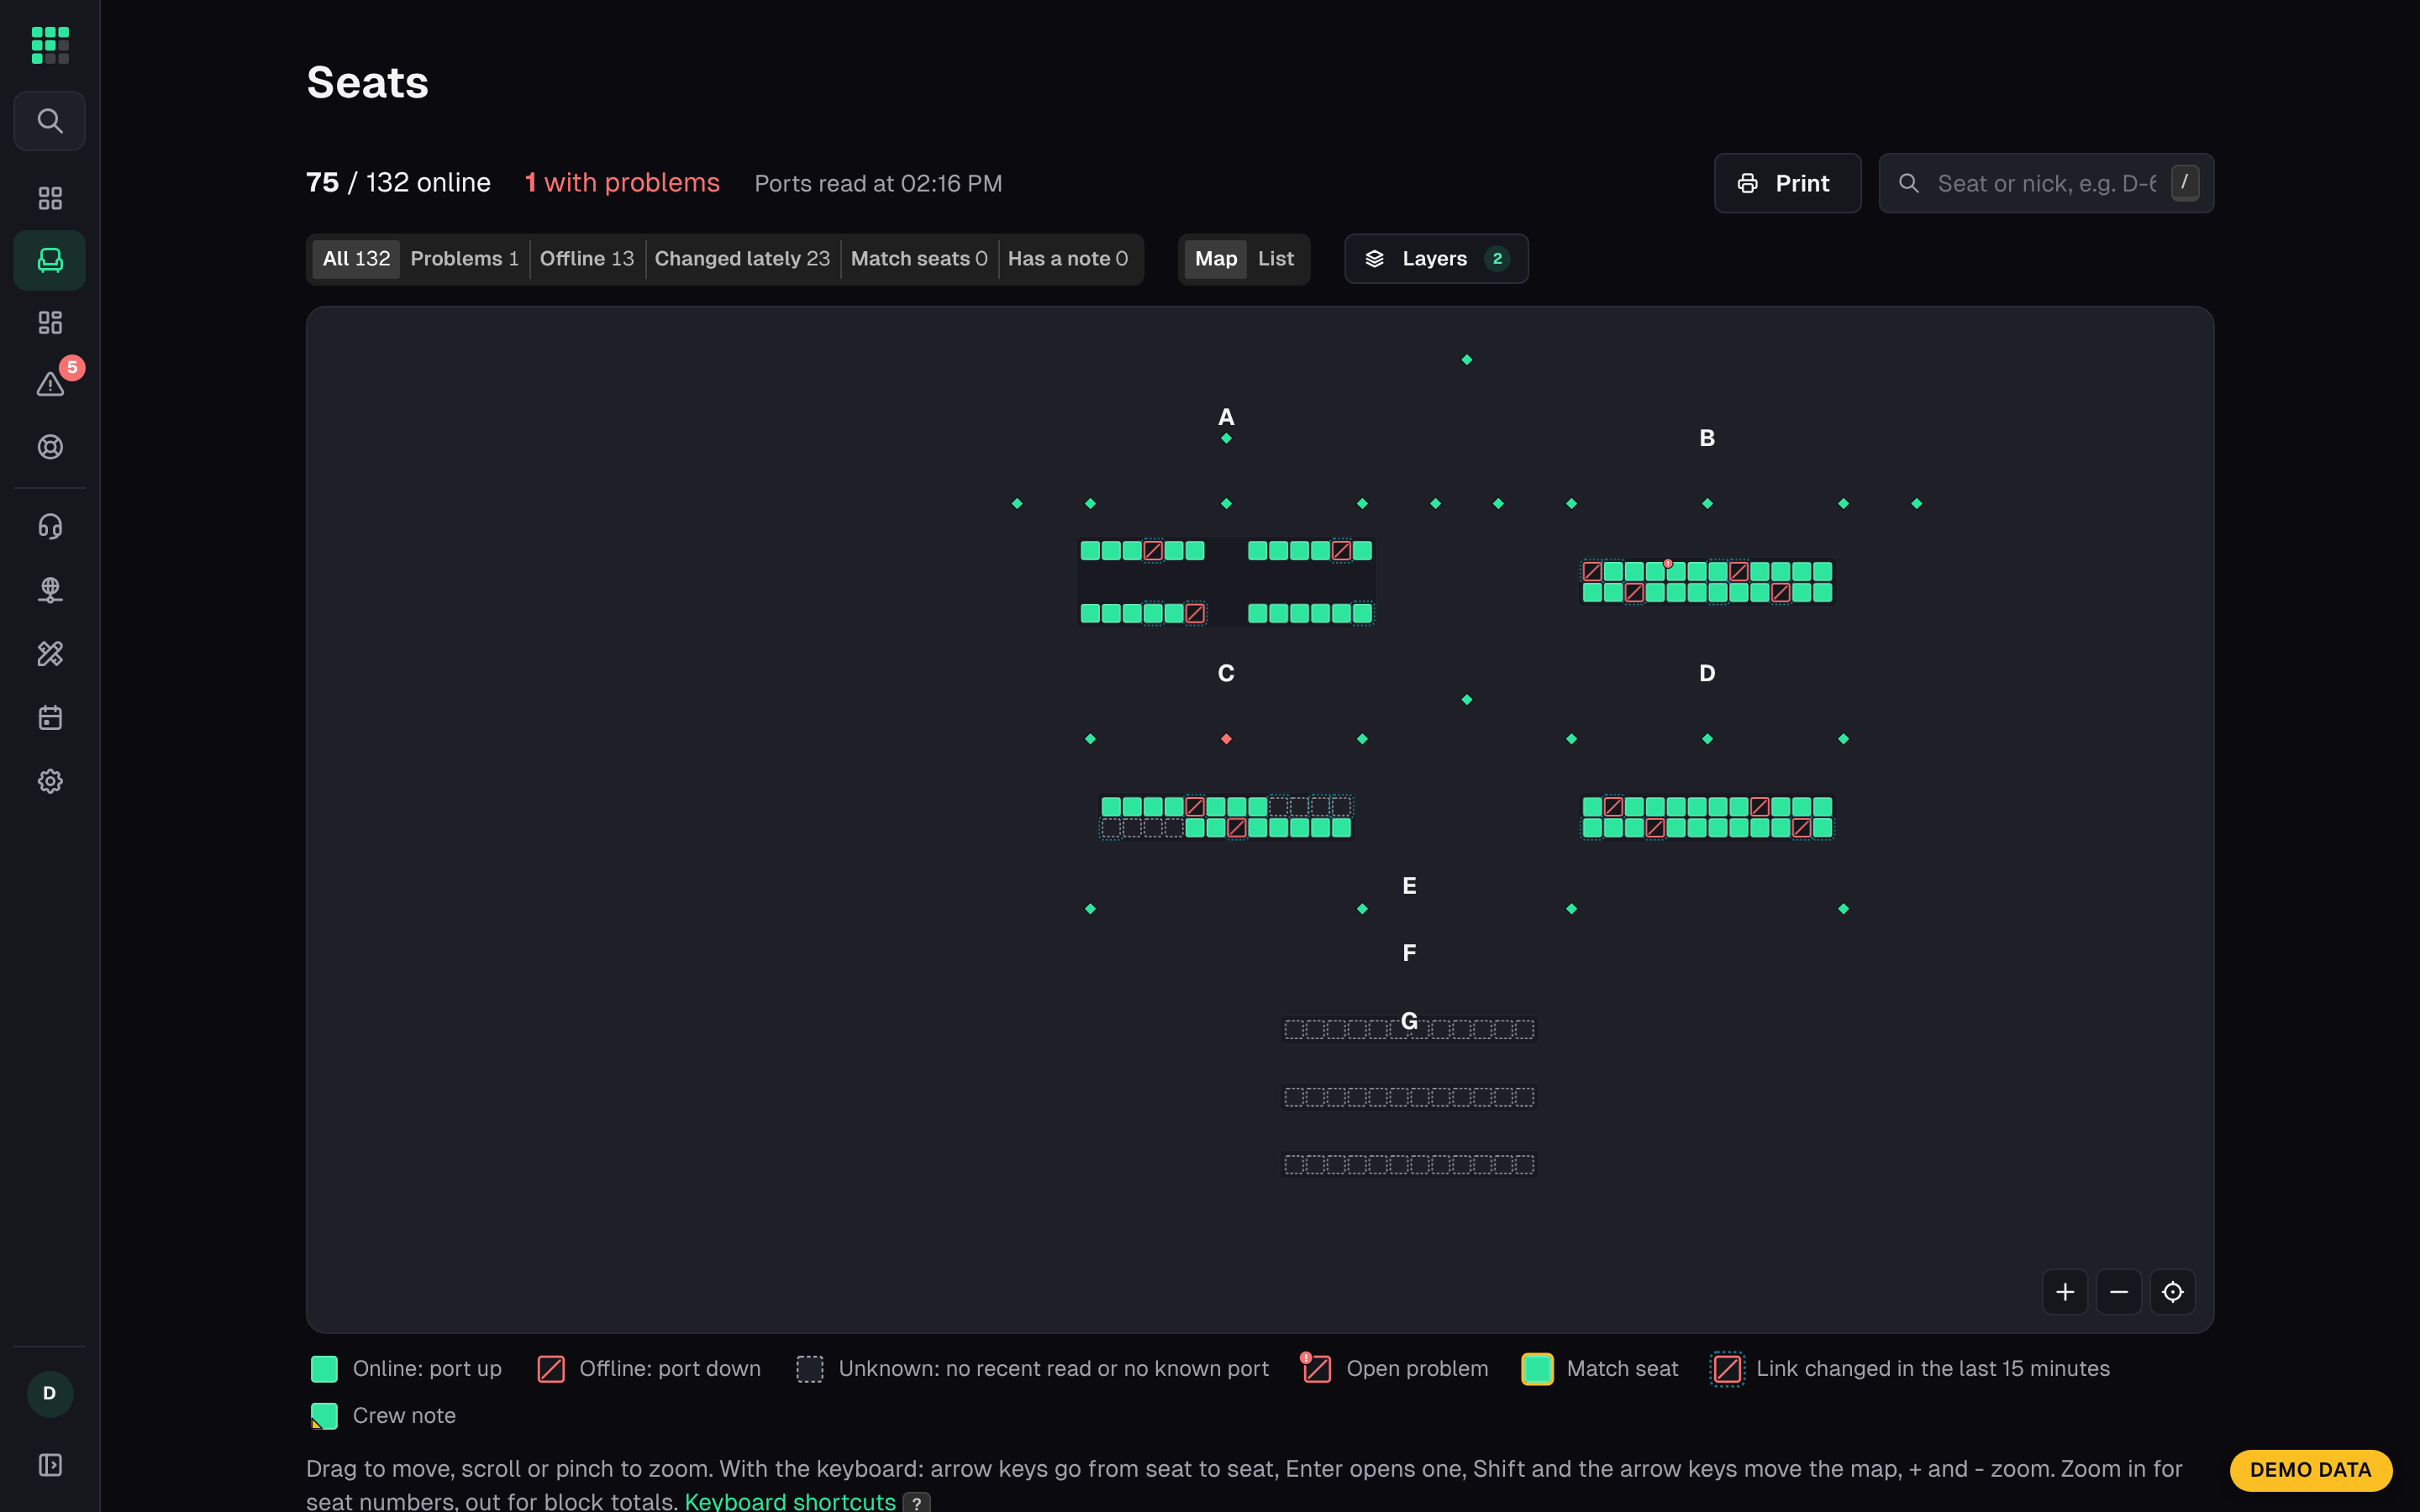 Seats
75 / 132 online 1 with problems Ports read at 02:16 PM
Print
Seat or nick, e.g. D-6 /
All 132 Problems 1 Offline 13 Changed lately 23 Match seats 0 Has a note 0
Map List
Layers 2
5
A
B
C
D
E
F
G
Online: port up
Offline: port down
Unknown: no recent read or no known port
Open problem
Match seat
Link changed in the last 15 minutes
Crew note
D
Drag to move, scroll or pinch to zoom. With the keyboard: arrow keys go from seat to seat, Enter opens one, Shift and the arrow keys move the map, + and - zoom. Zoom in for
seat numbers, out for block totals. Keyboard shortcuts ?
DEMO DATA